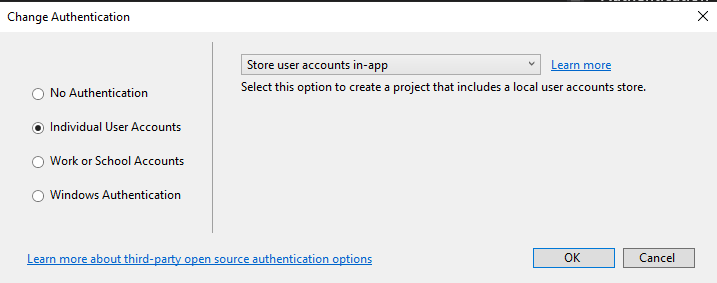 Change Authentication
No Authentication
Individual User Accounts
Work or School Accounts
Windows Authentication
Store user accounts in-app
Learn more
Select this option to create a project that includes a local user accounts store.
Learn more about third-party open source authentication options
OK
Cancel